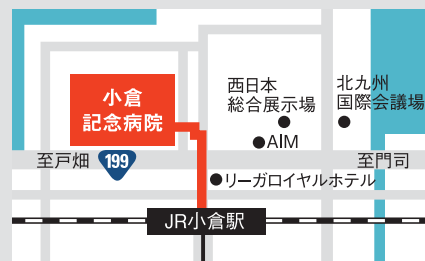 小倉
記念病院
西日本
総合展示場
北九州
国際会議場
AIM
至戸畑
199
至門司
リーガロイヤルホテル
JR小倉駅